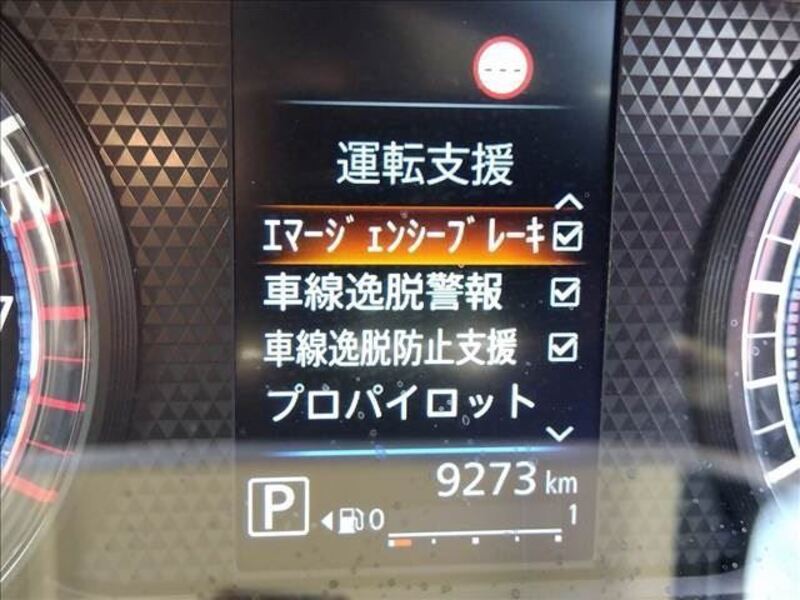 ---
運転支援
ｴﾏｰｼﾞｪﾝｼｰﾌﾞﾚｰｷ
車線逸脱警報
車線逸脱防止支援
プロパイロット
9273 km
P 0 1
7